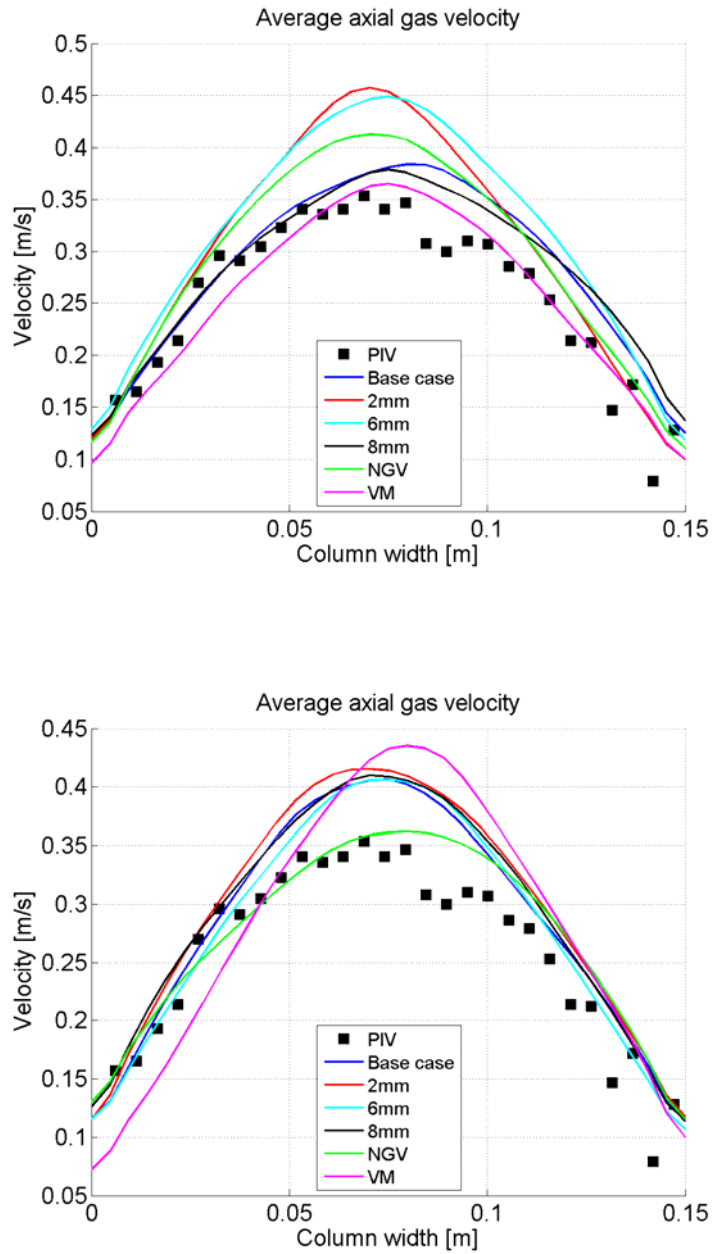 Average axial gas velocity
0.5
0.45
0.4
0.35
0.3
0.25
0.2
0.15
0.1
0.05
Velocity [m/s]
PIV
Base case
2mm
6mm
8mm
NGV
VM
0 0.05 0.1 0.15
Column width [m]
Average axial gas velocity
0.45
0.4
0.35
0.3
0.25
0.2
0.15
0.1
0.05
Velocity [m/s]
PIV
Base case
2mm
6mm
8mm
NGV
VM
0 0.05 0.1 0.15
Column width [m]